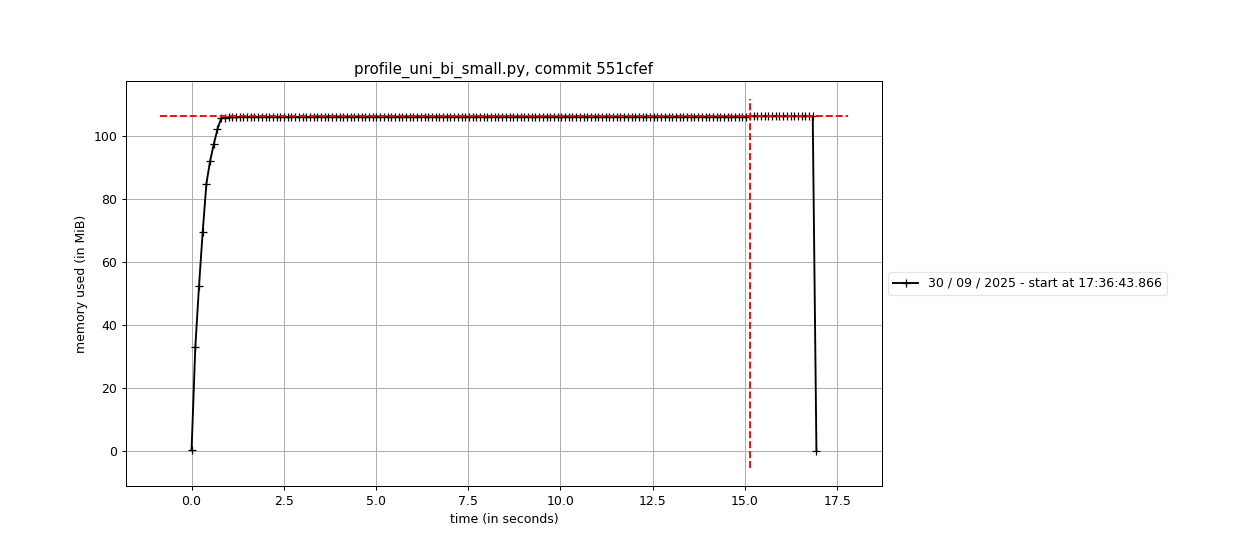 profile_uni_bi_small.py, commit 551cfef
memory used (in MiB)
100
80
60
40
20
0
0.0 2.5 5.0 7.5 10.0 12.5 15.0 17.5
time (in seconds)
30 / 09 / 2025 - start at 17:36:43.866